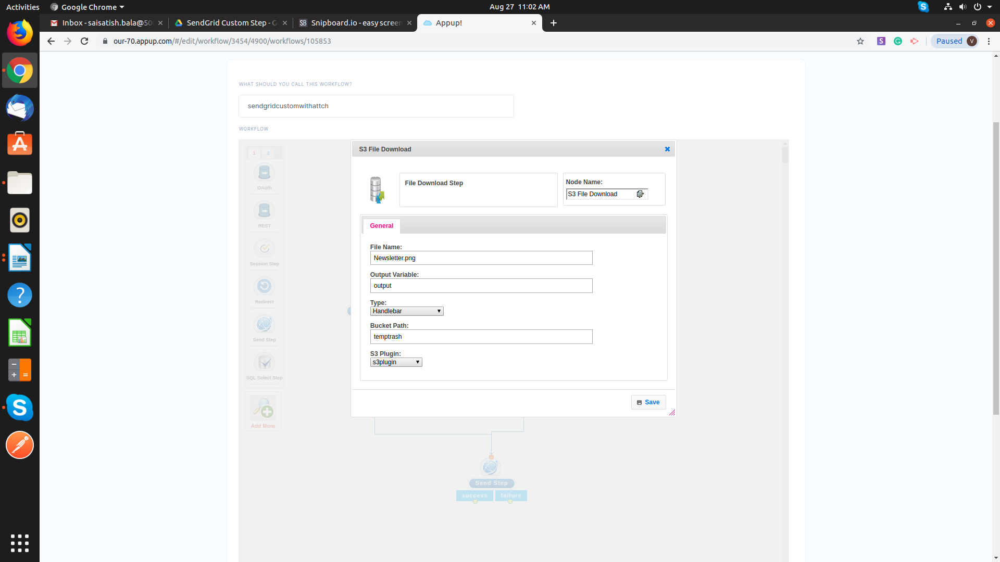 Activities
Google Chrome
Aug 27 11:02 AM
Inbox - saisatish.bala@50
SendGrid Custom Step - G
SB
Snipboard.io - easy screen
Appup!
our-70.appup.com/#/edit/workflow/3454/4900/workflows/105853
S
G
Paused
V
WHAT SHOULD YOU CALL THIS WORKFLOW?
sendgridcustomwithattch
WORKFLOW
1
2
OAuth
REST
Session Step
Redirect
Send Step
SQL Select Step
Add More
S3 File Download
File Download Step
Node Name:
S3 File Download
General
File Name:
Newsletter.png
Output Variable:
output
Type:
Handlebar
Bucket Path:
temptrash
S3 Plugin:
s3plugin
Save
Send Step
success
failure